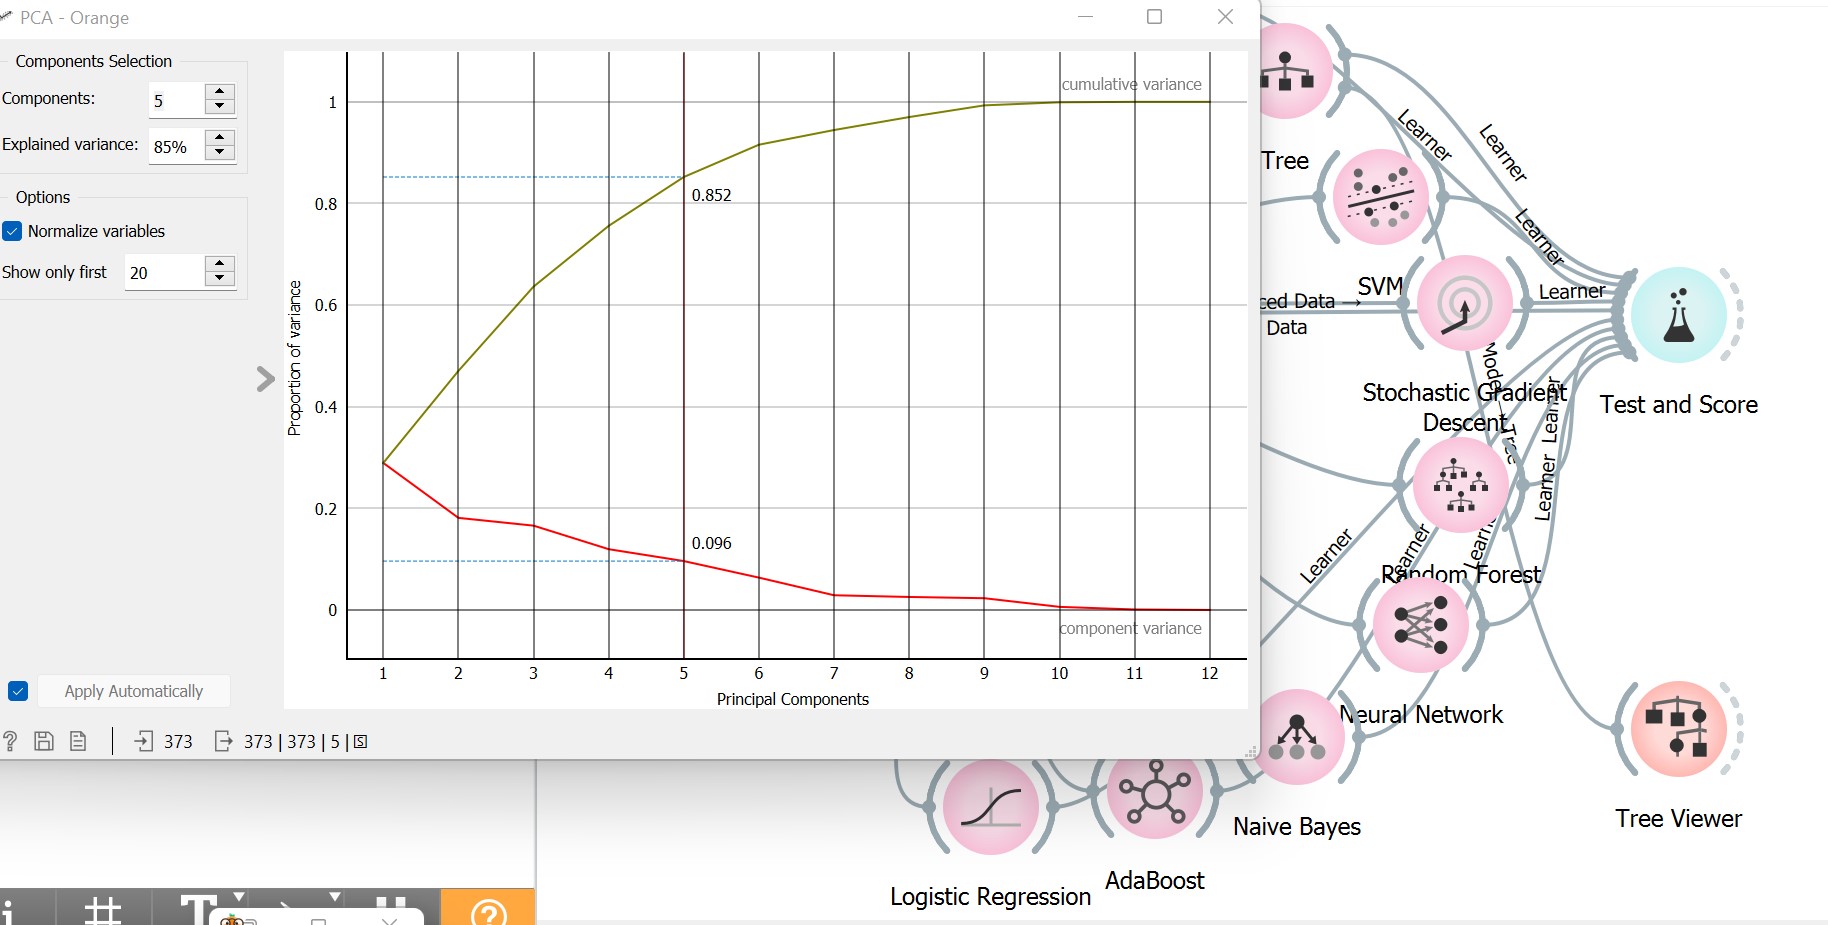 PCA - Orange
Components Selection
Components: 5
Explained variance: 85%
Options
Normalize variables
Show only first 20
Apply Automatically
373
373 | 373 | 5 |
Proportion of variance
1
0.8
0.6
0.4
0.2
0
cumulative variance
0.852
0.096
component variance
1 2 3 4 5 6 7 8 9 10 11 12
Principal Components
Tree
Learner
Learner
Learner
SVM
Data →
Data
Learner
Stochastic Gradient
Descent
Model → Tree
Learner
Learner
Test and Score
Learner
Random Forest
Neural Network
Naive Bayes
Tree Viewer
Logistic Regression
AdaBoost